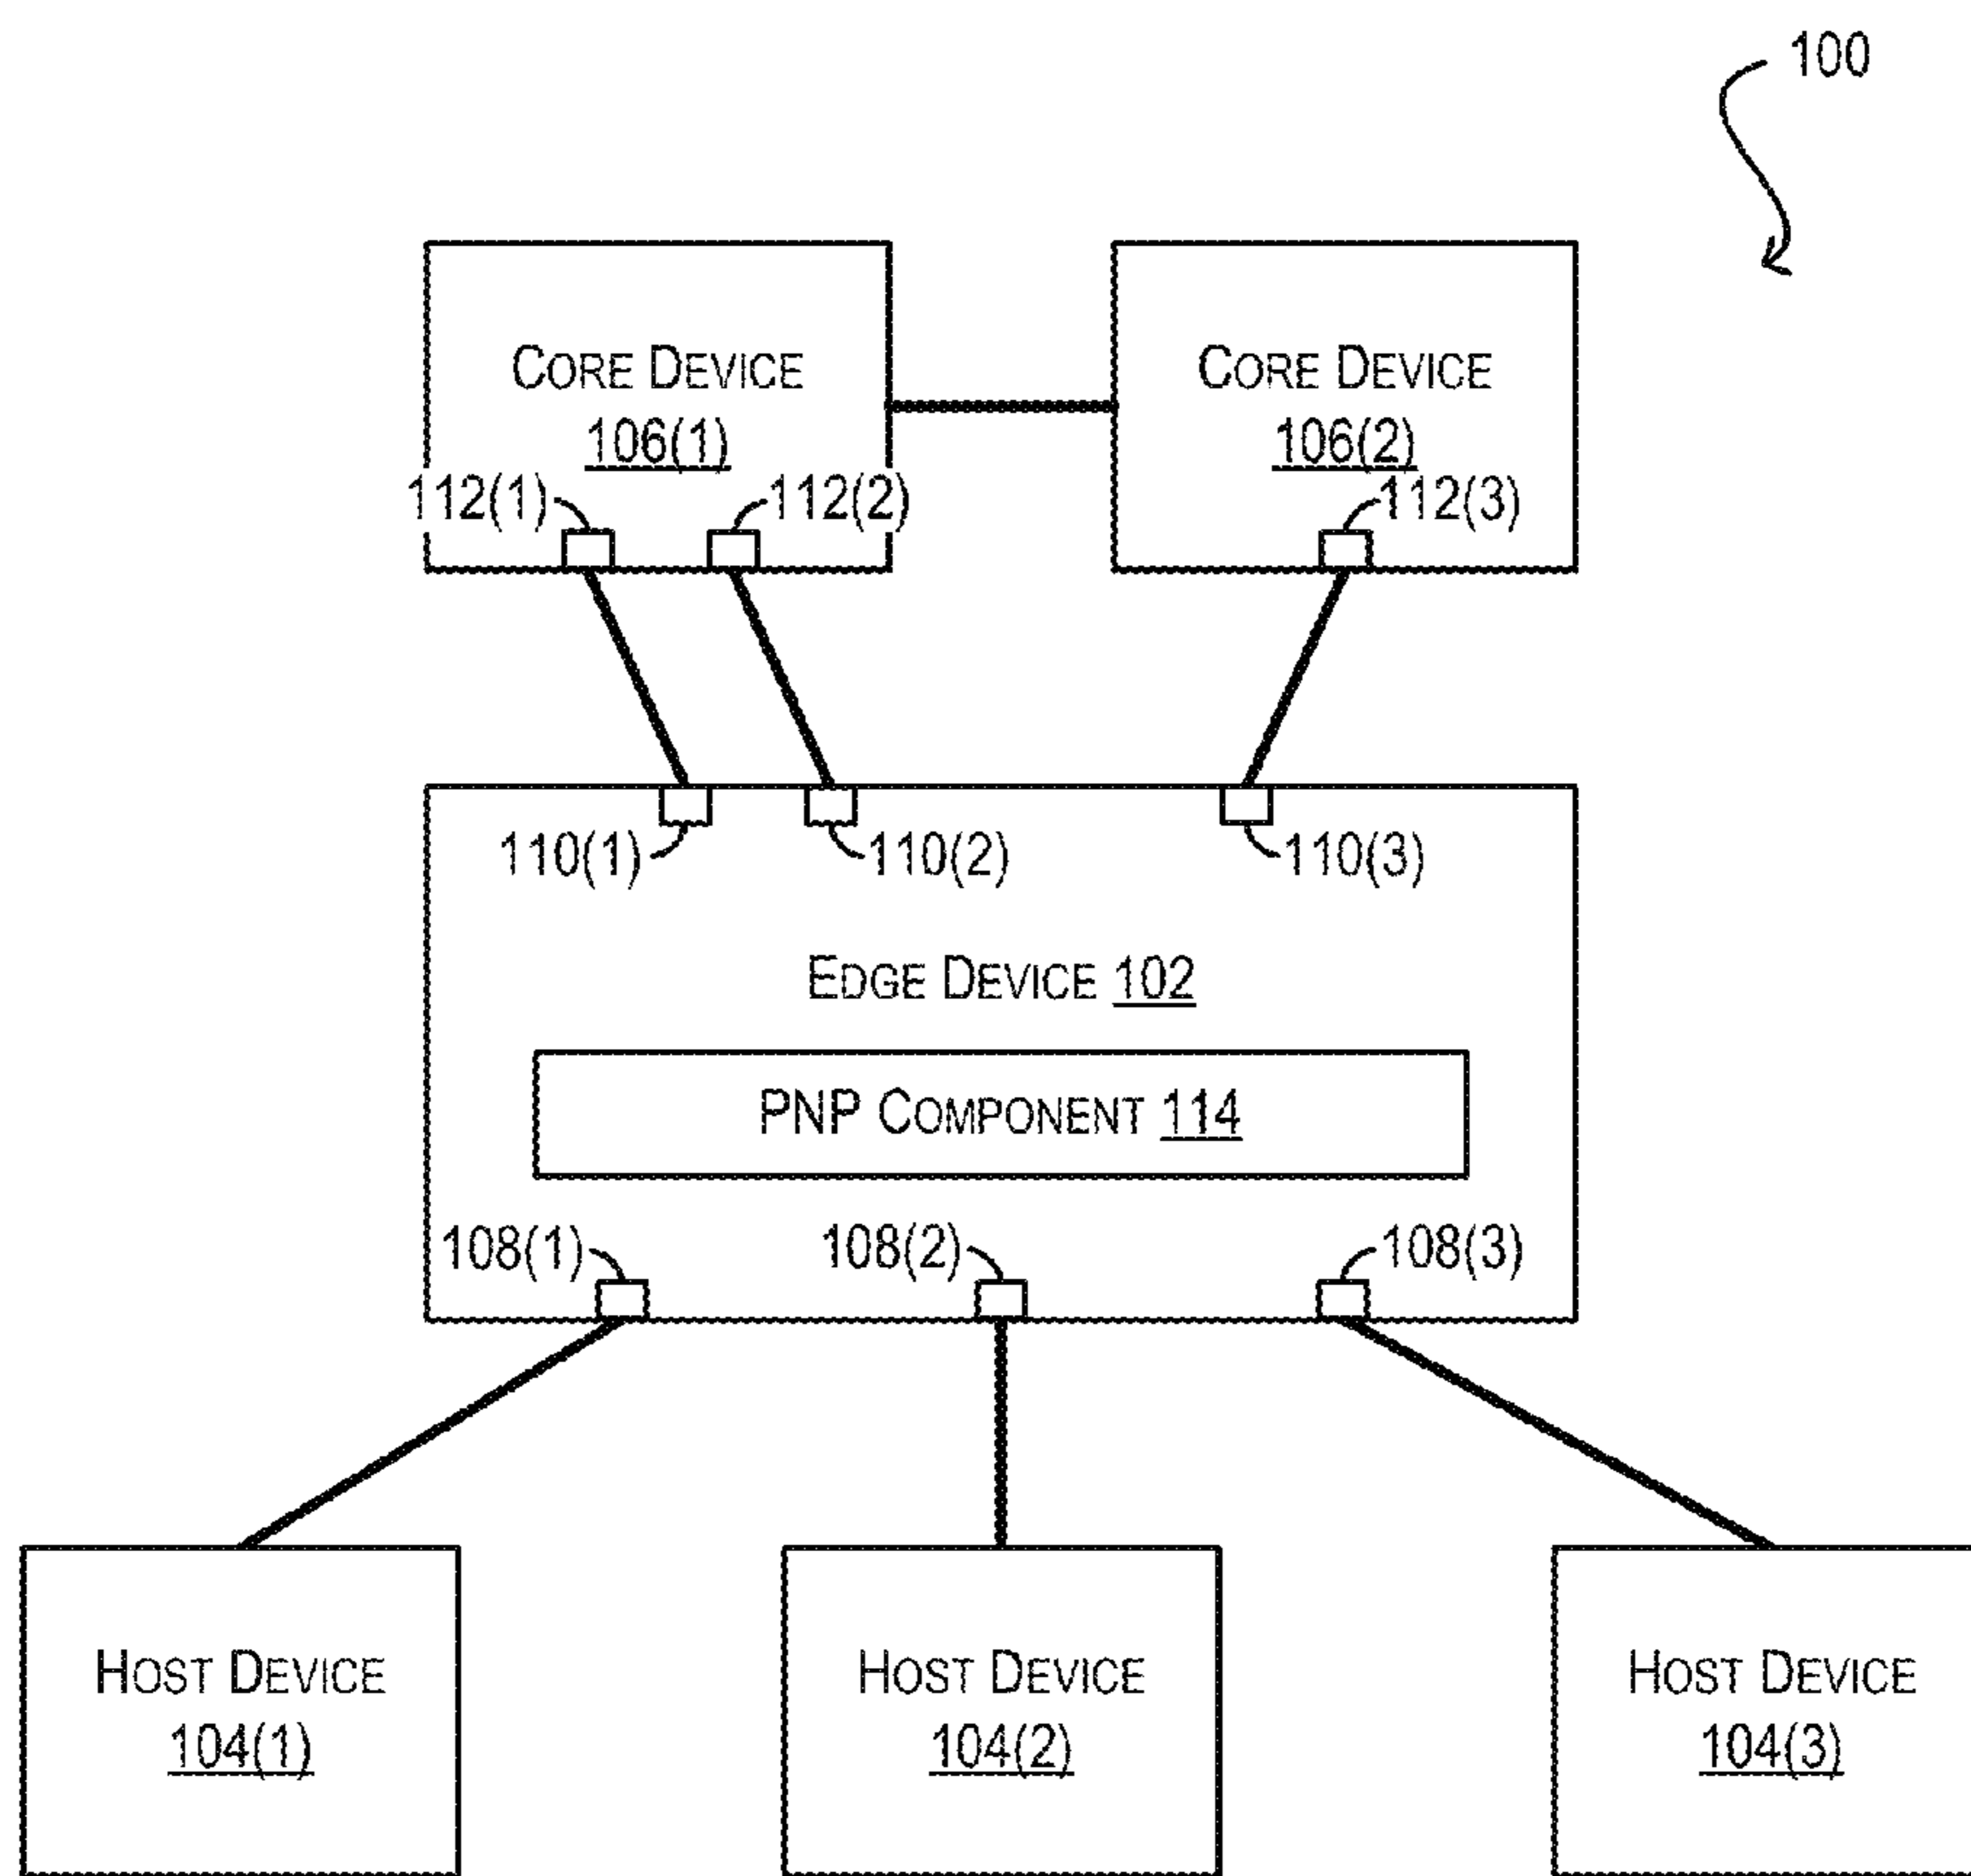 100
CORE DEVICE
106(1)
CORE DEVICE
106(2)
112(1)
112(2)
112(3)
110(1)
110(2)
110(3)
EDGE DEVICE 102
PNP COMPONENT 114
108(1)
108(2)
108(3)
HOST DEVICE
104(1)
HOST DEVICE
104(2)
HOST DEVICE
104(3)